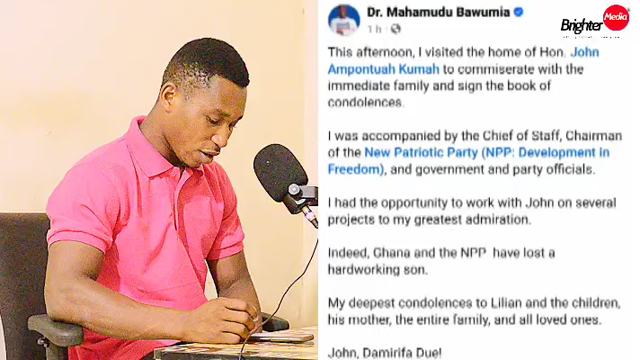 Dr. Mahamudu Bawumia
1 h ·
Brighter Media
This afternoon, I visited the home of Hon. John
Ampontuah Kumah to commiserate with the
immediate family and sign the book of
condolences.
I was accompanied by the Chief of Staff, Chairman
of the New Patriotic Party (NPP: Development in
Freedom), and government and party officials.
I had the opportunity to work with John on several
projects to my greatest admiration.
Indeed, Ghana and the NPP have lost a
hardworking son.
My deepest condolences to Lilian and the children,
his mother, the entire family, and all loved ones.
John, Damirifa Due!